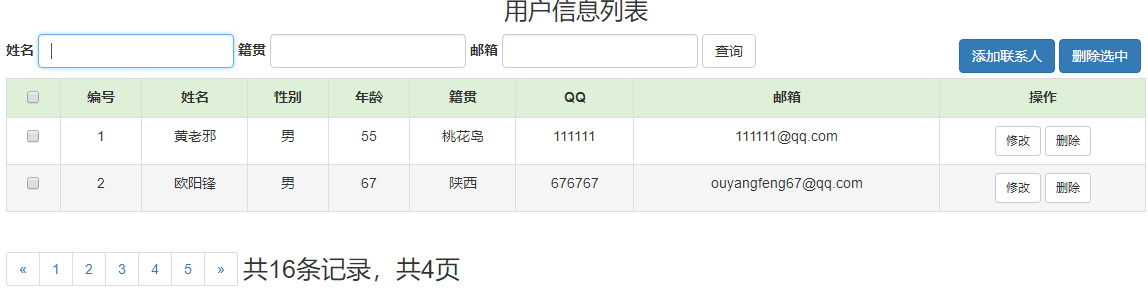 用户信息列表
姓名 籍贯 邮箱 查询 添加联系人 删除选中
编号 姓名 性别 年龄 籍贯 QQ 邮箱 操作
1 黄老邪 男 55 桃花岛 111111 111111@qq.com 修改 删除
2 欧阳锋 男 67 陕西 676767 ouyangfeng67@qq.com 修改 删除
« 1 2 3 4 5 » 共16条记录，共4页